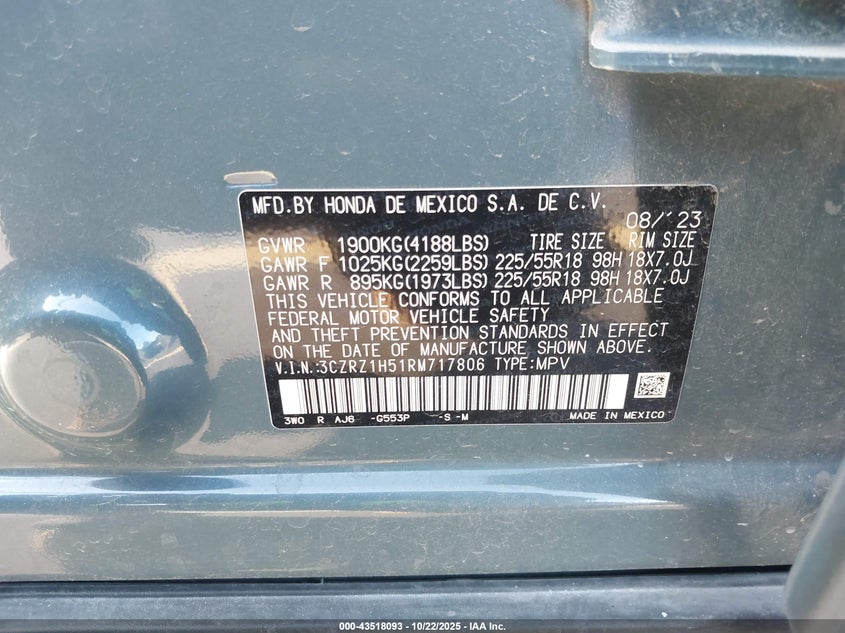 MFD.BY HONDA DE MEXICO S.A. DE C.V.
08/'23
GVWR 1900KG(4188LBS) TIRE SIZE RIM SIZE
GAWR F 1025KG(2259LBS) 225/55R18 98H 18X7.0J
GAWR R 895KG(1973LBS) 225/55R18 98H 18X7.0J
THIS VEHICLE CONFORMS TO ALL APPLICABLE
FEDERAL MOTOR VEHICLE SAFETY
AND THEFT PREVENTION STANDARDS IN EFFECT
ON THE DATE OF MANUFACTURE SHOWN ABOVE.
V.I.N.:3CZRZ1H51RM717806 TYPE:MPV
3W0 R AJ6 -G553P -S-M MADE IN MEXICO
000-43518093 - 10/22/2025 - IAA Inc.